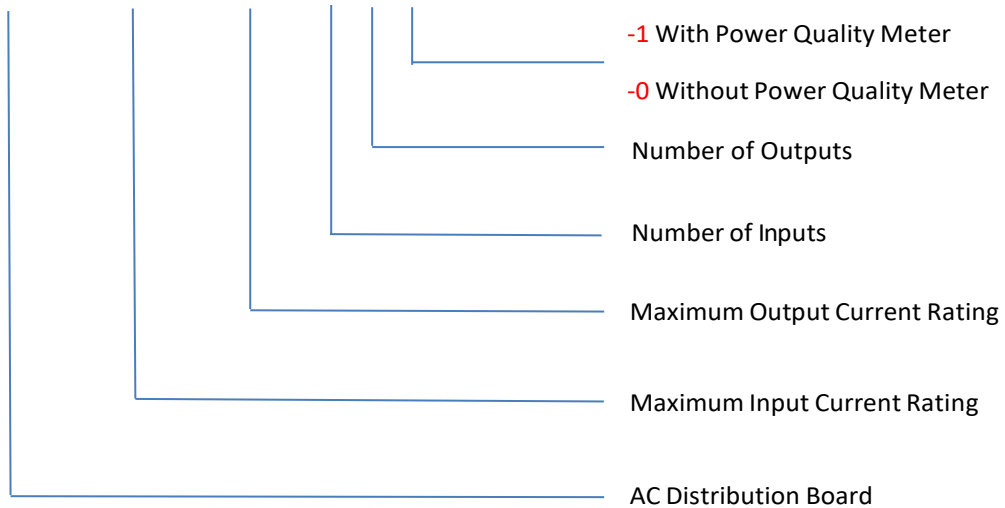 -1 With Power Quality Meter
-0 Without Power Quality Meter
Number of Outputs
Number of Inputs
Maximum Output Current Rating
Maximum Input Current Rating
AC Distribution Board